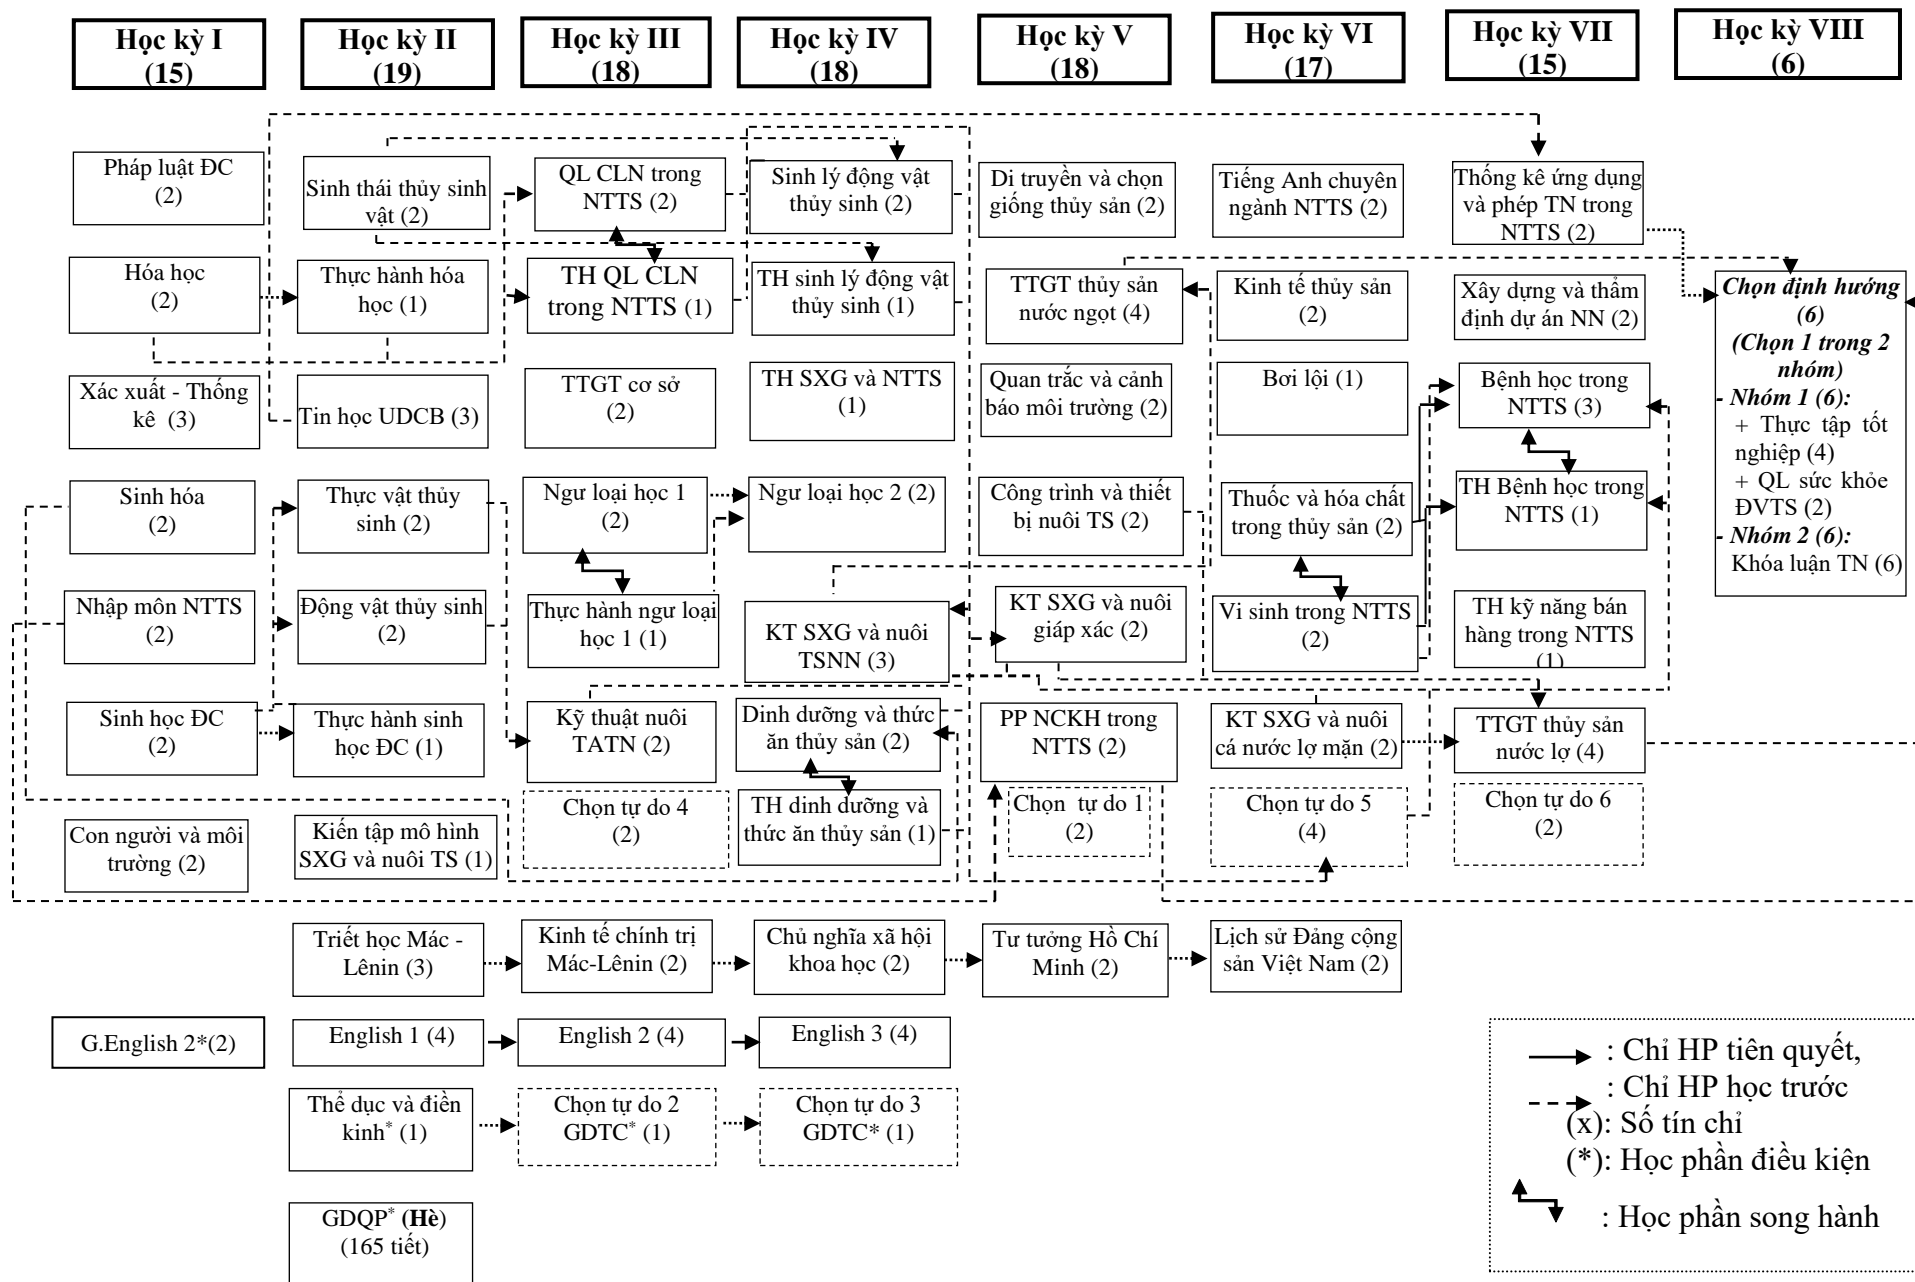 Học kỳ I
(15)
Học kỳ II
(19)
Học kỳ III
(18)
Học kỳ IV
(18)
Học kỳ V
(18)
Học kỳ VI
(17)
Học kỳ VII
(15)
Học kỳ VIII
(6)
Pháp luật ĐC
(2)
Sinh thái thủy sinh
vật (2)
QL CLN trong
NTTS (2)
Sinh lý động vật
thủy sinh (2)
Di truyền và chọn
giống thủy sản (2)
Tiếng Anh chuyên
ngành NTTS (2)
Thống kê ứng dụng
và phép TN trong
NTTS (2)
Hóa học
(2)
Thực hành hóa
học (1)
TH QL CLN
trong NTTS (1)
TH sinh lý động vật
thủy sinh (1)
TTGT thủy sản
nước ngọt (4)
Kinh tế thủy sản
(2)
Xây dựng và thẩm
định dự án NN (2)
Chọn định hướng
(6)
(Chọn 1 trong 2
nhóm)
- Nhóm 1 (6):
+ Thực tập tốt
nghiệp (4)
+ QL sức khỏe
ĐVTS (2)
- Nhóm 2 (6):
Khóa luận TN (6)
Xác xuất - Thống
kê (3)
Tin học UDCB (3)
TTGT cơ sở
(2)
TH SXG và NTTS
(1)
Quan trắc và cảnh
báo môi trường (2)
Bơi lội (1)
Bệnh học trong
NTTS (3)
Sinh hóa
(2)
Thực vật thủy
sinh (2)
Ngư loại học 1
(2)
Ngư loại học 2 (2)
Công trình và thiết
bị nuôi TS (2)
Thuốc và hóa chất
trong thủy sản (2)
TH Bệnh học trong
NTTS (1)
Nhập môn NTTS
(2)
Động vật thủy sinh
(2)
Thực hành ngư loại
học 1 (1)
KT SXG và nuôi
TSNN (3)
KT SXG và nuôi
giáp xác (2)
Vi sinh trong NTTS
(2)
TH kỹ năng bán
hàng trong NTTS
(1)
Sinh học ĐC
(2)
Thực hành sinh
học ĐC (1)
Kỹ thuật nuôi
TATN (2)
Dinh dưỡng và thức
ăn thủy sản (2)
PP NCKH trong
NTTS (2)
KT SXG và nuôi
cá nước lợ mặn (2)
TTGT thủy sản
nước lợ (4)
Con người và môi
trường (2)
Kiến tập mô hình
SXG và nuôi TS (1)
Chọn tự do 4
(2)
TH dinh dưỡng và
thức ăn thủy sản (1)
Chọn tự do 1
(2)
Chọn tự do 5
(4)
Chọn tự do 6
(2)
Triết học Mác -
Lênin (3)
Kinh tế chính trị
Mác-Lênin (2)
Chủ nghĩa xã hội
khoa học (2)
Tư tưởng Hồ Chí
Minh (2)
Lịch sử Đảng cộng
sản Việt Nam (2)
G.English 2*(2)
English 1 (4)
English 2 (4)
English 3 (4)
Thể dục và điền
kinh* (1)
Chọn tự do 2
GDTC* (1)
Chọn tự do 3
GDTC* (1)
GDQP* (Hè)
(165 tiết)
: Chỉ HP tiên quyết,
: Chỉ HP học trước
(x): Số tín chỉ
(*): Học phần điều kiện
: Học phần song hành